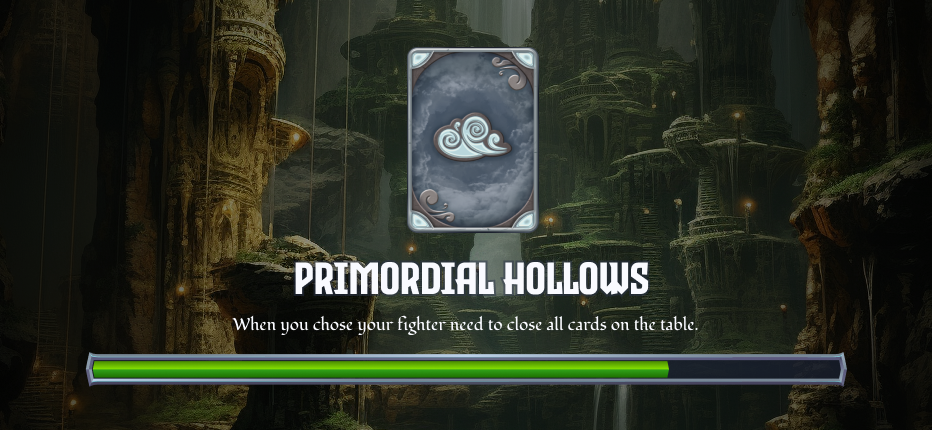 PRIMORDIAL HOLLOWS
When you chose your fighter need to close all cards on the table.